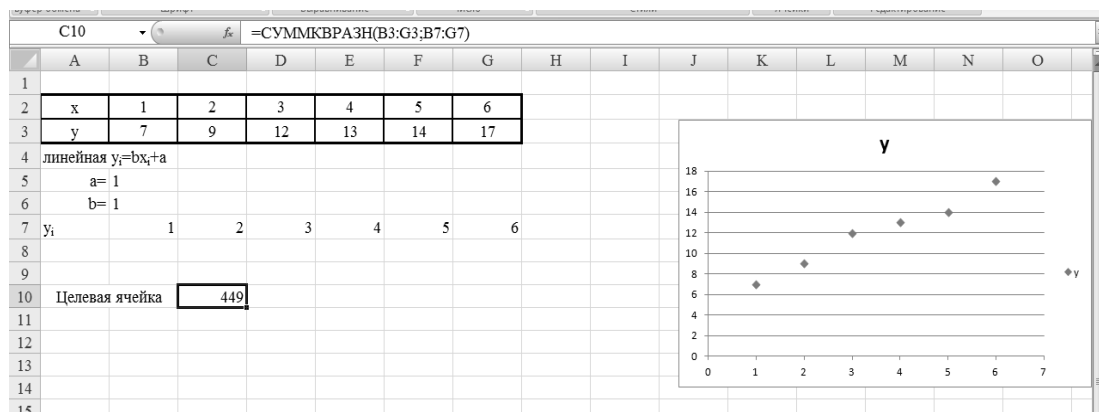 C10 fx =СУММКВРАЗН(B3:G3;B7:G7)
A B C D E F G H I J K L M N O
1
2 x 1 2 3 4 5 6
3 y 7 9 12 13 14 17
4 линейная yi=bxi+a
5 a= 1
6 b= 1
7 yi 1 2 3 4 5 6
8
9
10 Целевая ячейка 449
11
12
13
14
15
y
18
16
14
12
10
8
6
4
2
0
0 1 2 3 4 5 6 7
y